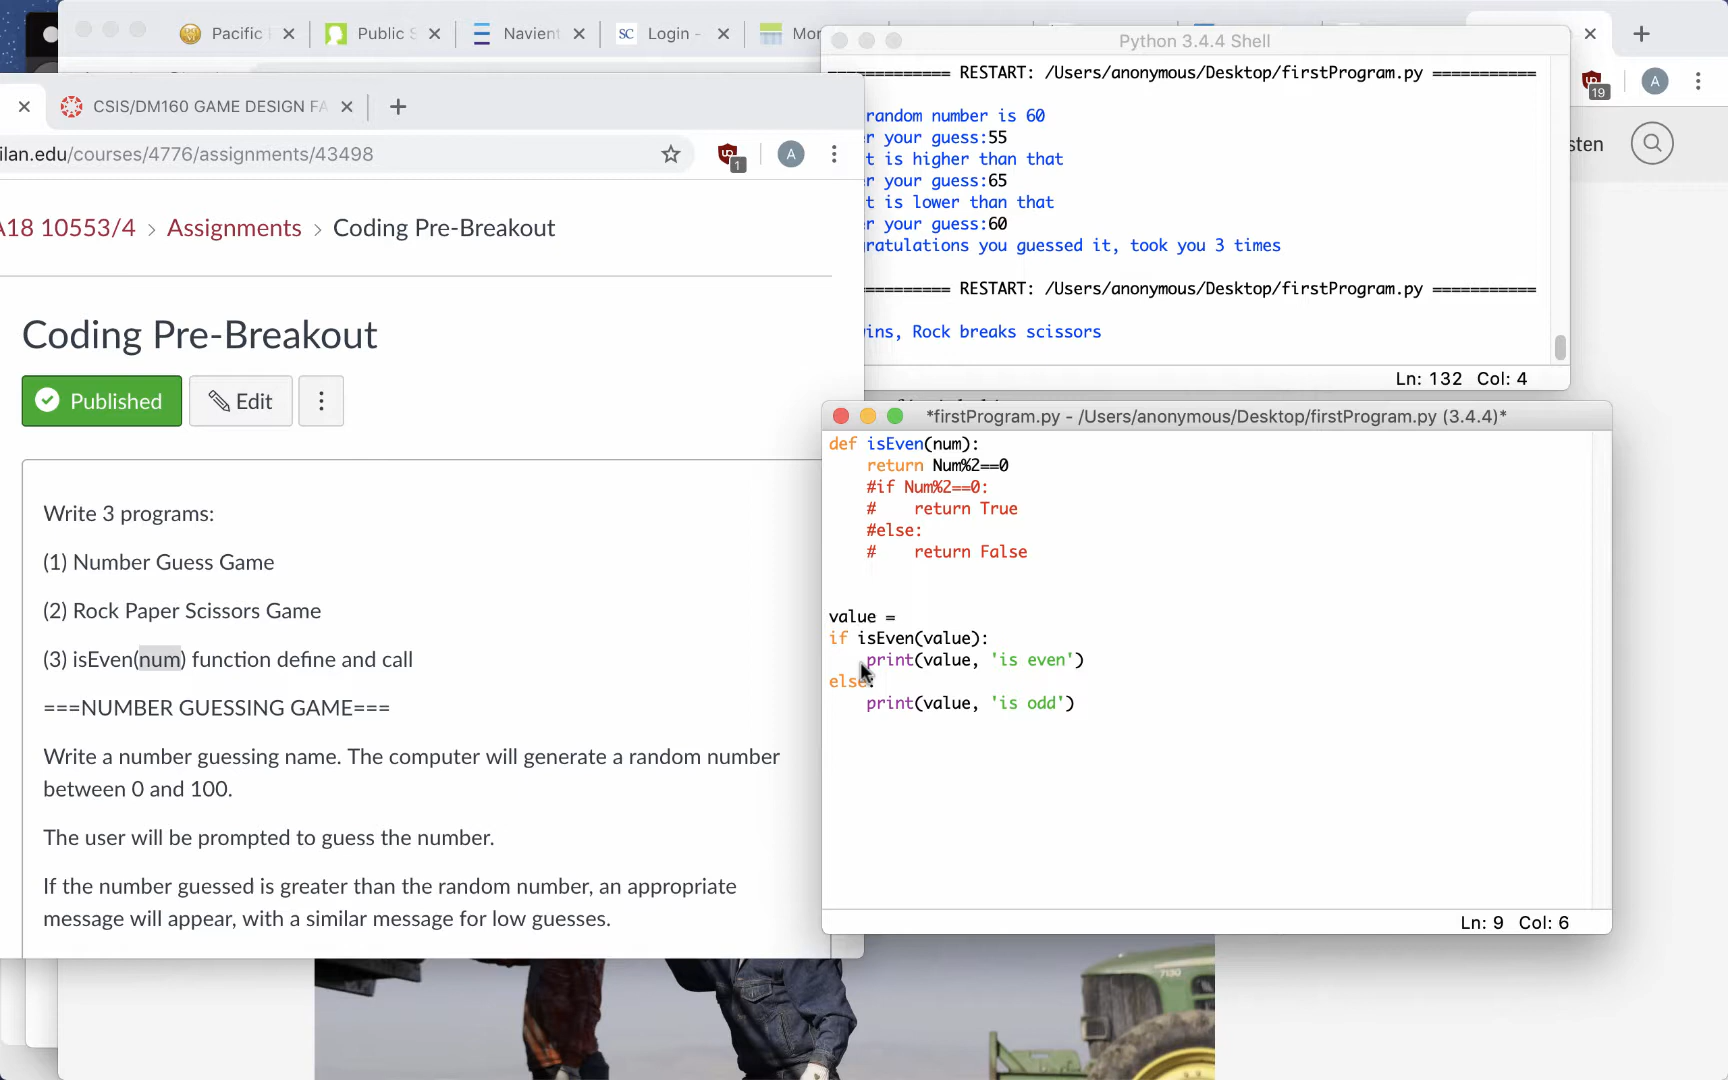 Pacific
Public S
Navient
SC Login -
Mor
Python 3.4.4 Shell
RESTART: /Users/anonymous/Desktop/firstProgram.py ===========
random number is 60
r your guess:55
t is higher than that
r your guess:65
t is lower than that
r your guess:60
ratulations you guessed it, took you 3 times
========= RESTART: /Users/anonymous/Desktop/firstProgram.py ===========
ins, Rock breaks scissors
Ln: 132 Col: 4
19
A
sten
CSIS/DM160 GAME DESIGN FA
ilan.edu/courses/4776/assignments/43498
1
A
A18 10553/4 > Assignments > Coding Pre-Breakout
Coding Pre-Breakout
Published
Edit
Write 3 programs:
(1) Number Guess Game
(2) Rock Paper Scissors Game
(3) isEven(num) function define and call
===NUMBER GUESSING GAME===
Write a number guessing name. The computer will generate a random number
between 0 and 100.
The user will be prompted to guess the number.
If the number guessed is greater than the random number, an appropriate
message will appear, with a similar message for low guesses.
*firstProgram.py - /Users/anonymous/Desktop/firstProgram.py (3.4.4)*
def isEven(num):
return Num%2==0
#if Num%2==0:
# return True
#else:
# return False
value =
if isEven(value):
print(value, 'is even')
else:
print(value, 'is odd')
Ln: 9 Col: 6
7130